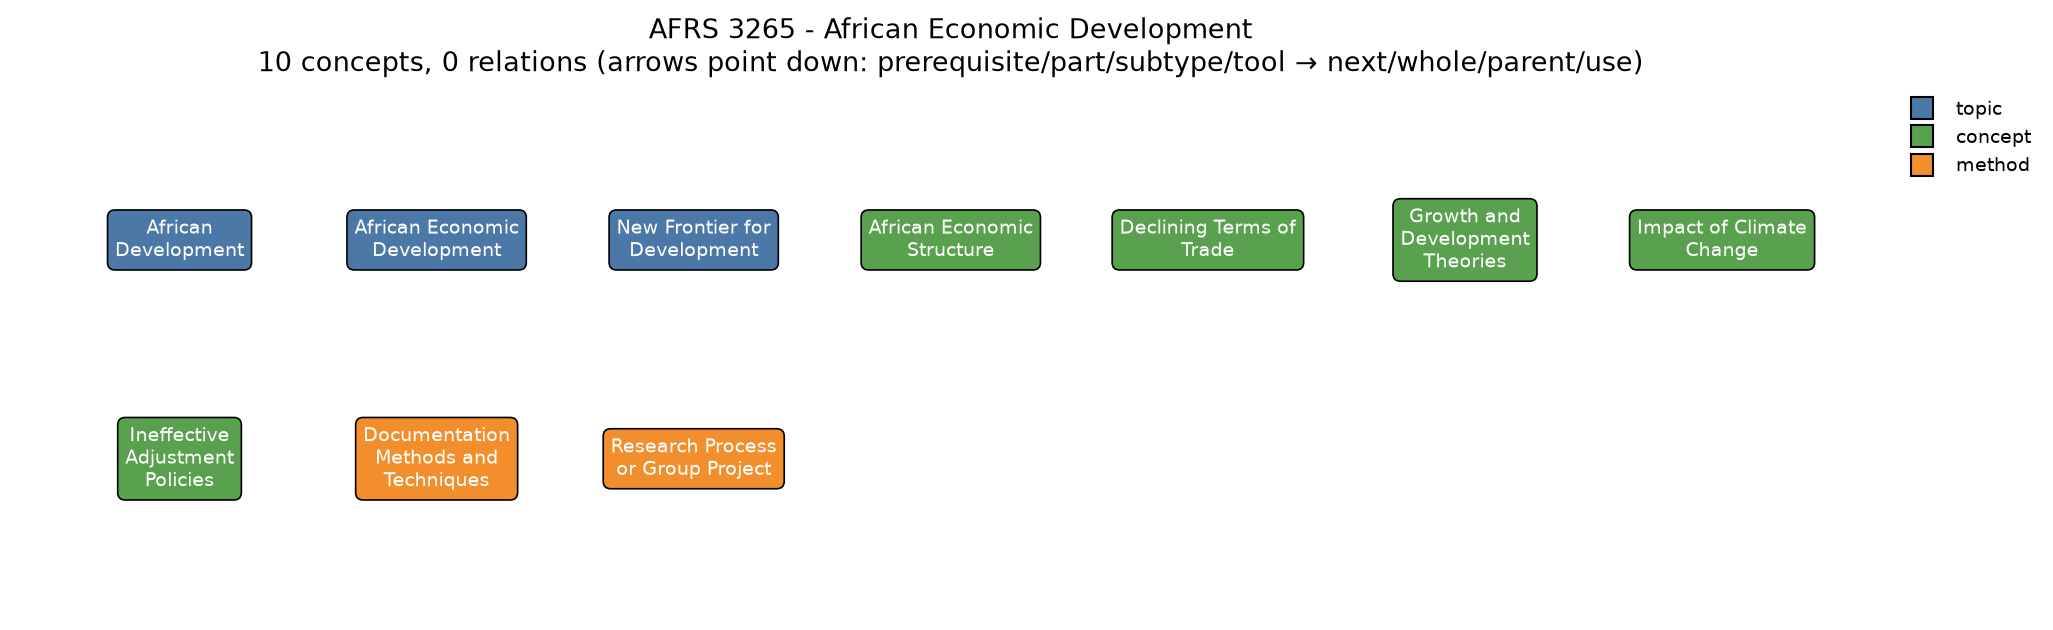 AFRS 3265 - African Economic Development
10 concepts, 0 relations (arrows point down: prerequisite/part/subtype/tool → next/whole/parent/use)
topic
concept
method
African
Development
African Economic
Development
New Frontier for
Development
African Economic
Structure
Declining Terms of
Trade
Growth and
Development
Theories
Impact of Climate
Change
Ineffective
Adjustment
Policies
Documentation
Methods and
Techniques
Research Process
or Group Project